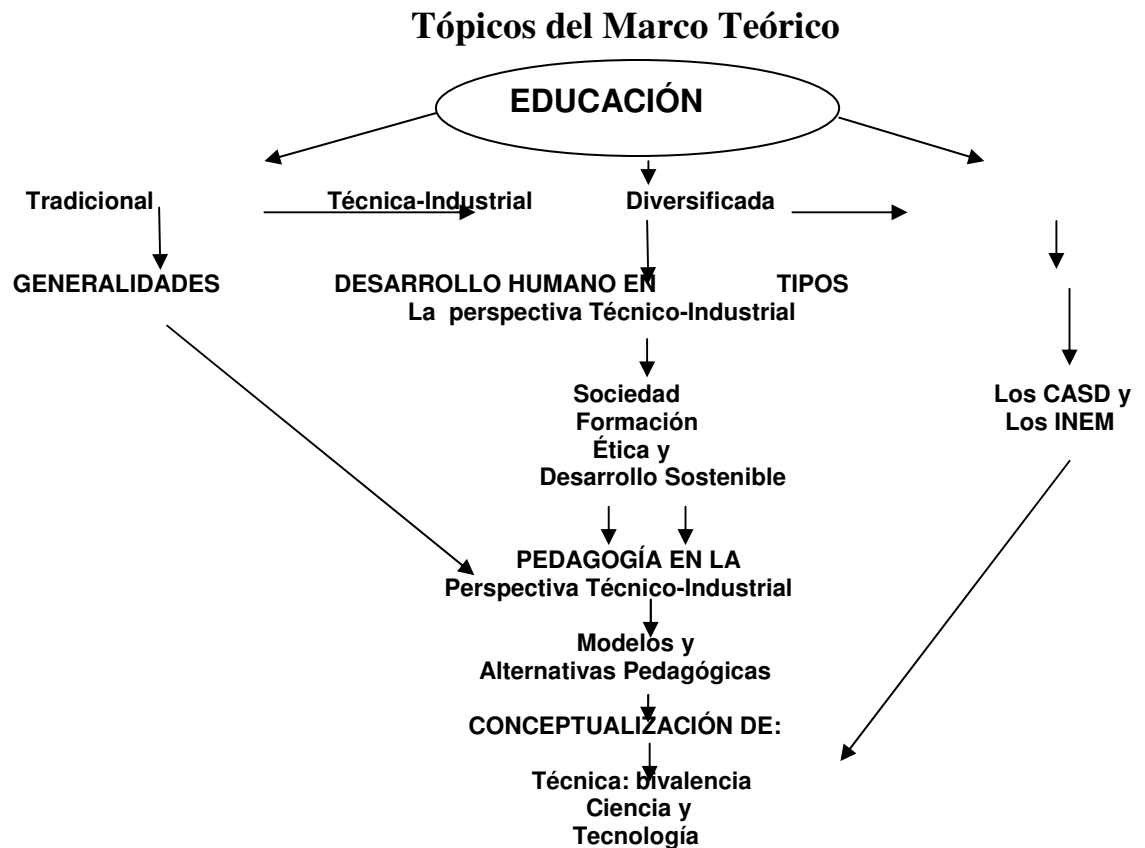 Tópicos del Marco Teórico
EDUCACIÓN
Tradicional Técnica-Industrial Diversificada
GENERALIDADES DESARROLLO HUMANO EN TIPOS
La perspectiva Técnico-Industrial
Sociedad Los CASD y
Formación Los INEM
Ética y
Desarrollo Sostenible
PEDAGOGÍA EN LA
Perspectiva Técnico-Industrial
Modelos y
Alternativas Pedagógicas
CONCEPTUALIZACIÓN DE:
Técnica: bivalencia
Ciencia y
Tecnología